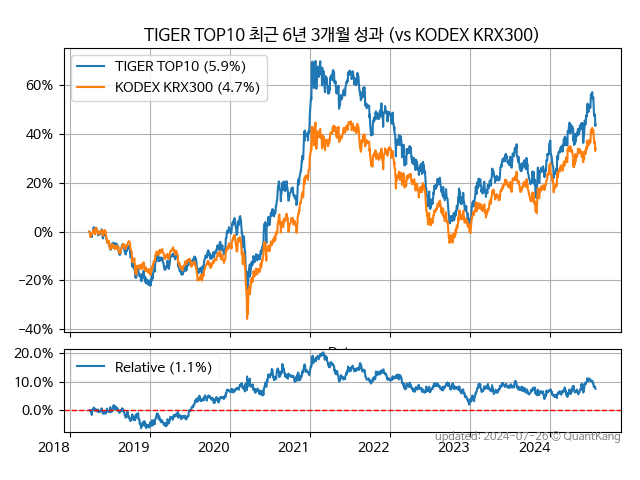 TIGER TOP10 최근 6년 3개월 성과 (vs KODEX KRX300)
TIGER TOP10 (5.9%)
KODEX KRX300 (4.7%)
60%
40%
20%
0%
−20%
−40%
20.0%
10.0%
0.0%
Relative (1.1%)
updated: 2024-07-26 © QuantKang
2018 2019 2020 2021 2022 2023 2024